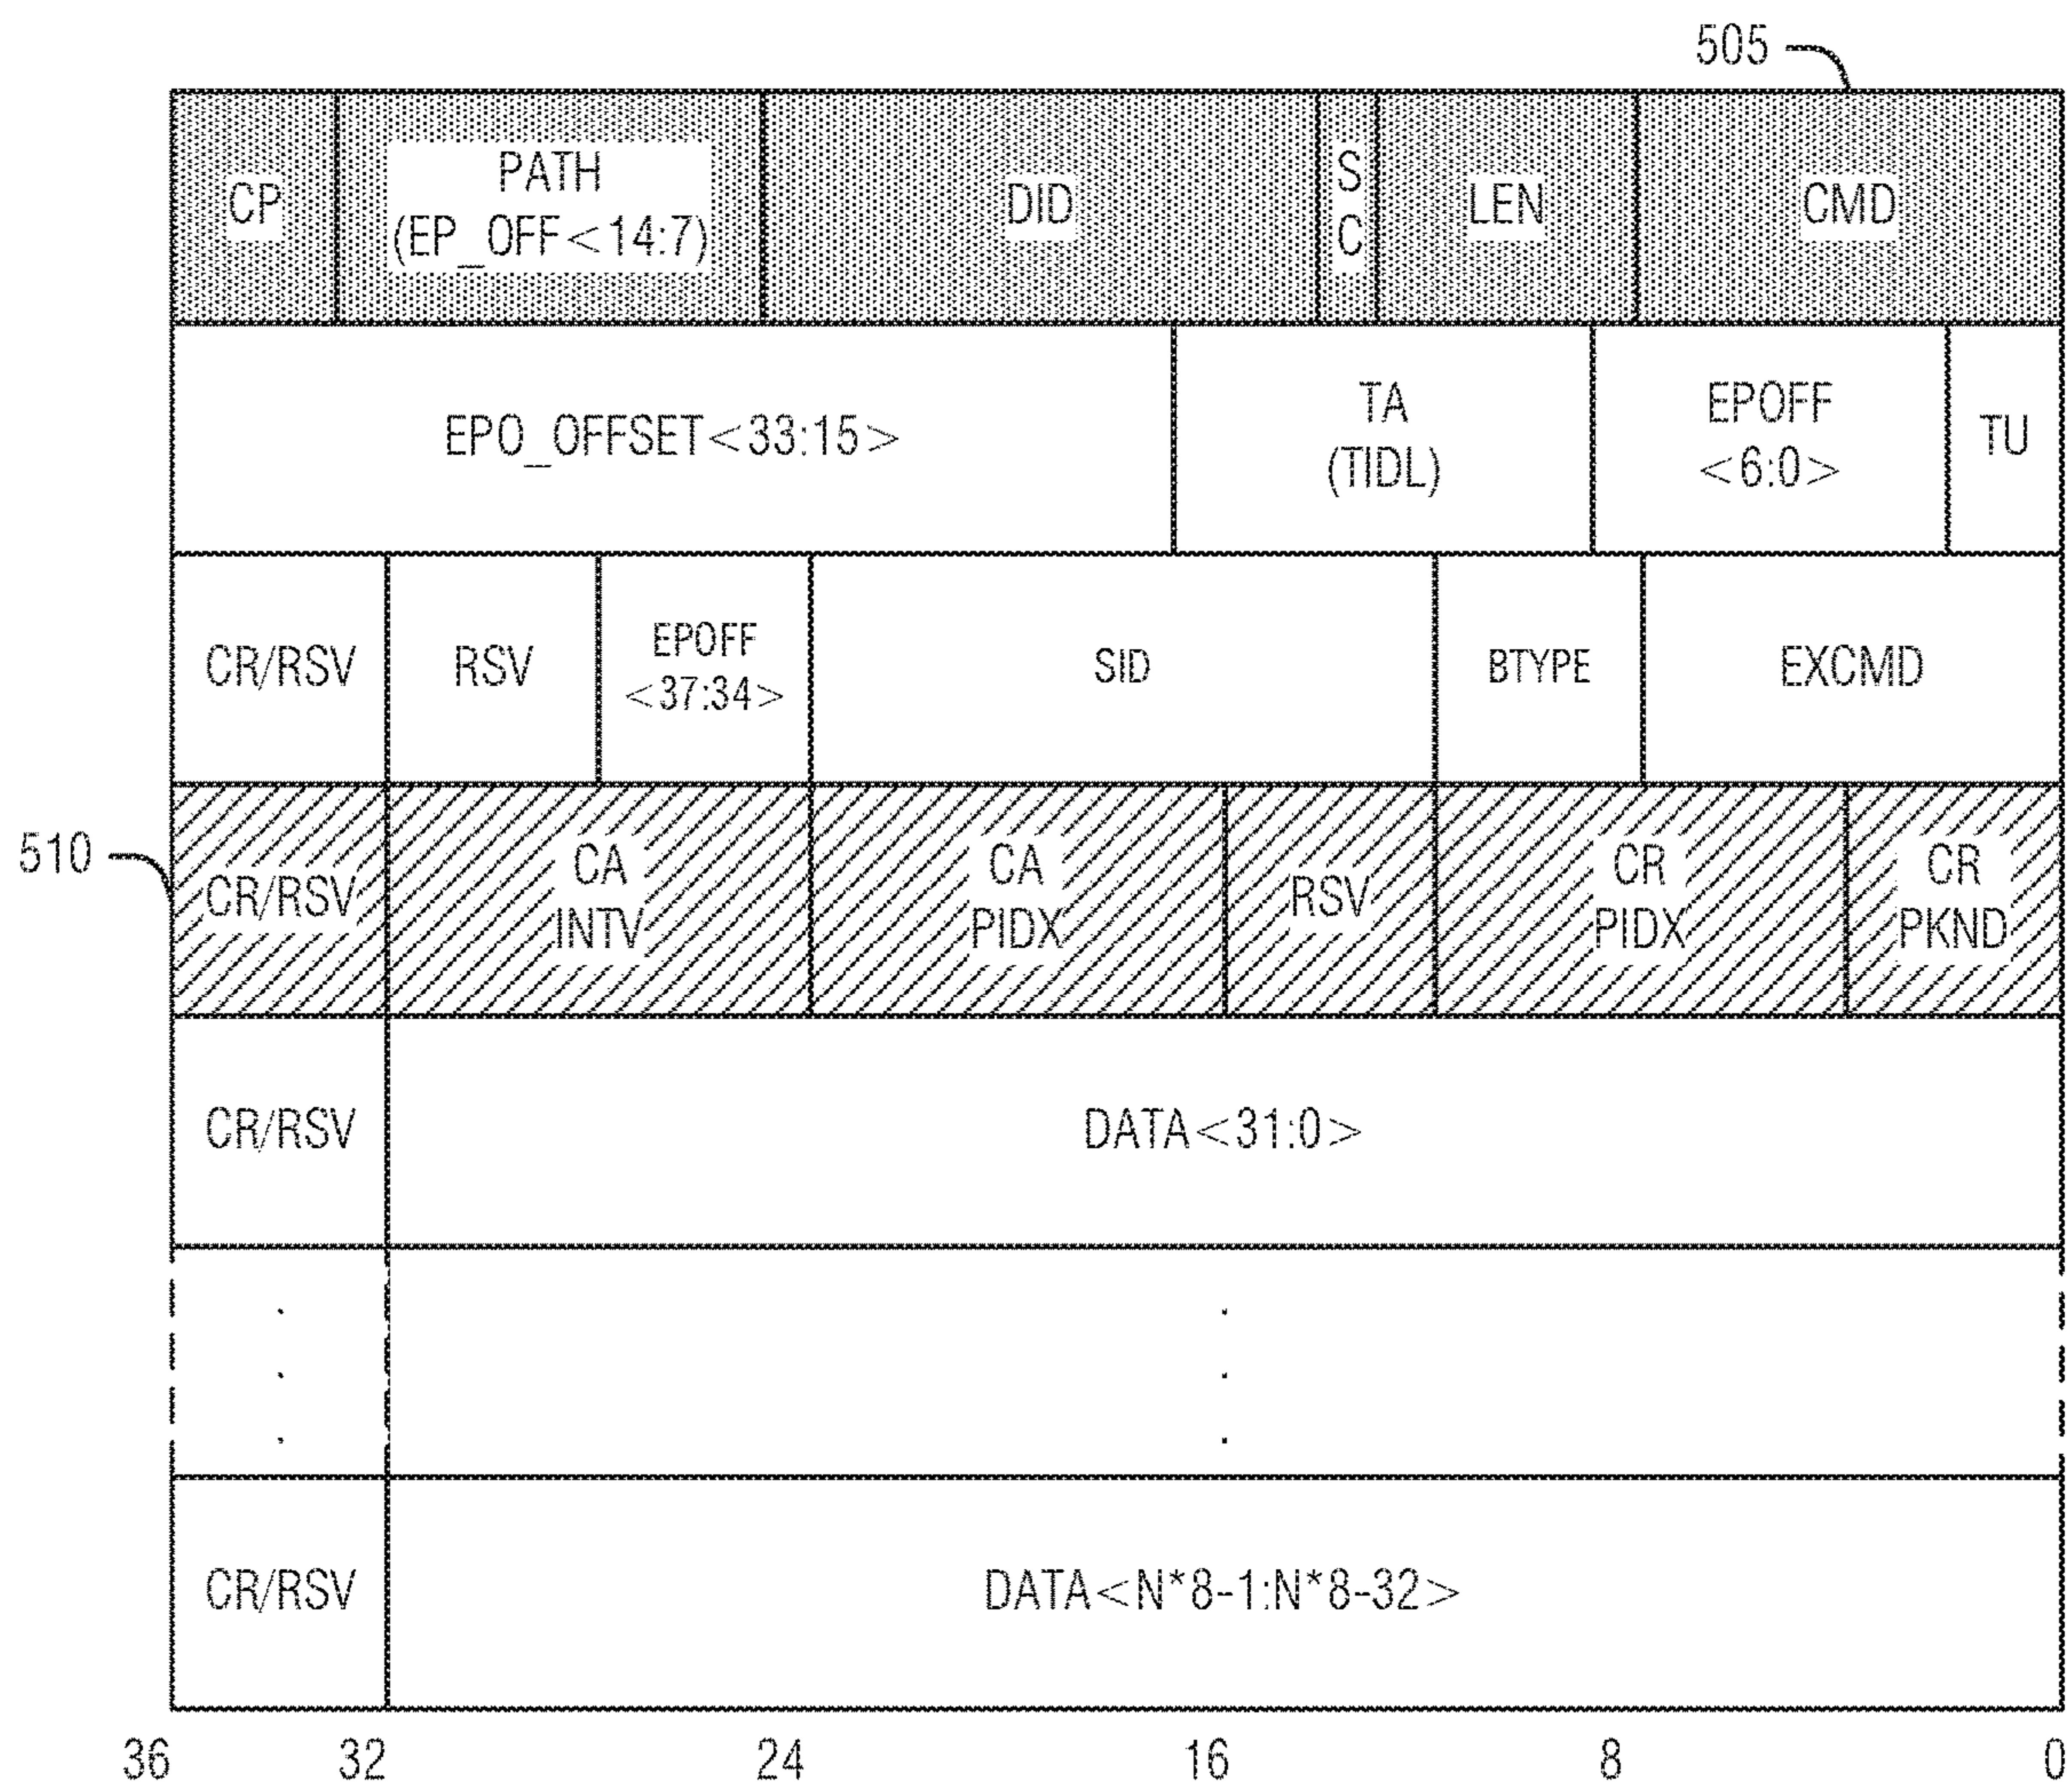 505
CP
PATH
(EP_OFF<14:7)
DID
S
C
LEN
CMD
EPO_OFFSET<33:15>
TA
(TIDL)
EPOFF
<6:0>
TU
CR/RSV
RSV
EPOFF
<37:34>
SID
BTYPE
EXCMD
510
CR/RSV
CA
INTV
CA
PIDX
RSV
CR
PIDX
CR
PKND
CR/RSV
DATA<31:0>
CR/RSV
DATA<N*8-1:N*8-32>
36 32 24 16 8 0